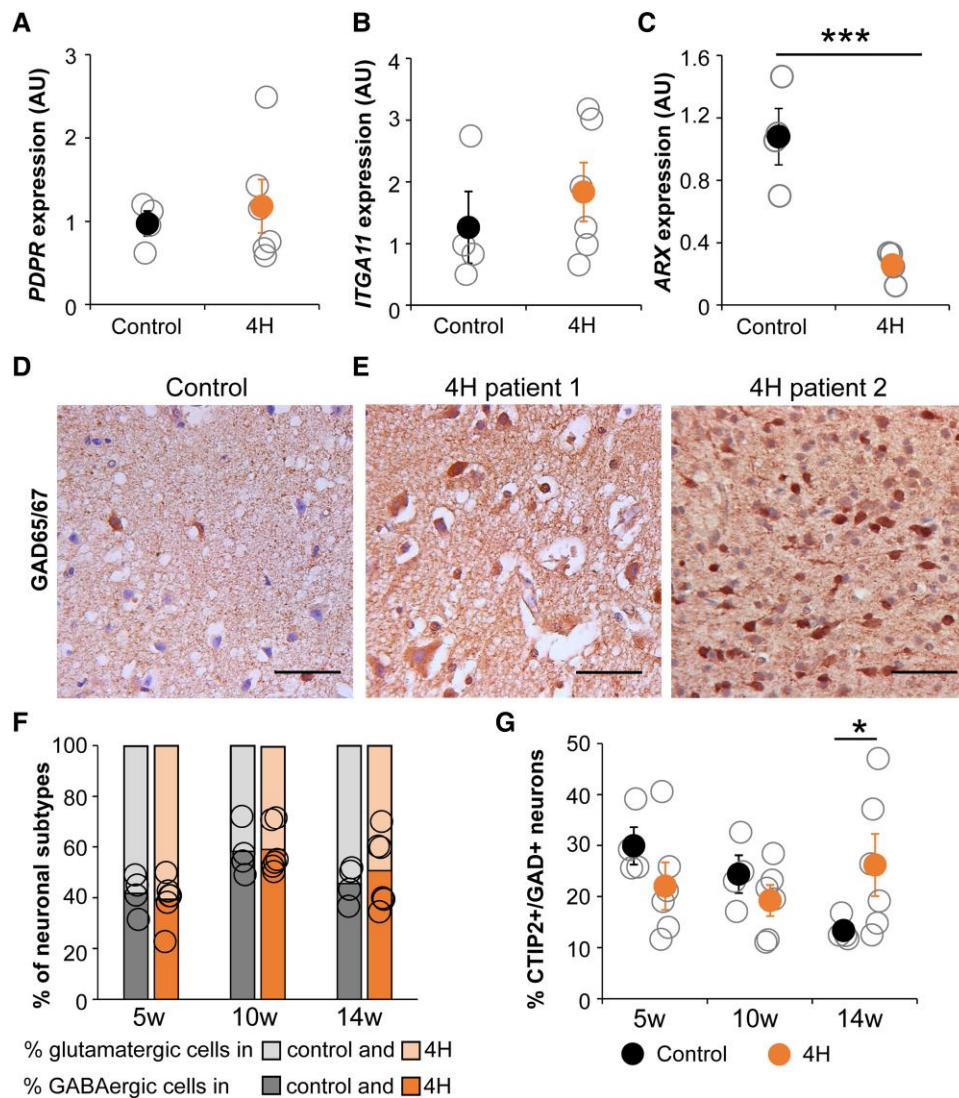 A
PDPR expression (AU)
3
2
1
0
Control
4H
B
ITGA11 expression (AU)
4
3
2
1
0
Control
4H
C
ARX expression (AU)
1.6
1.2
0.8
0.4
0
***
Control
4H
D
Control
E
4H patient 1
4H patient 2
GAD65/67
F
% of neuronal subtypes
100
80
60
40
20
0
5w
10w
14w
% glutamatergic cells in control and 4H
% GABAergic cells in control and 4H
G
% CTIP2+/GAD+ neurons
50
40
30
20
10
0
*
5w
10w
14w
Control
4H